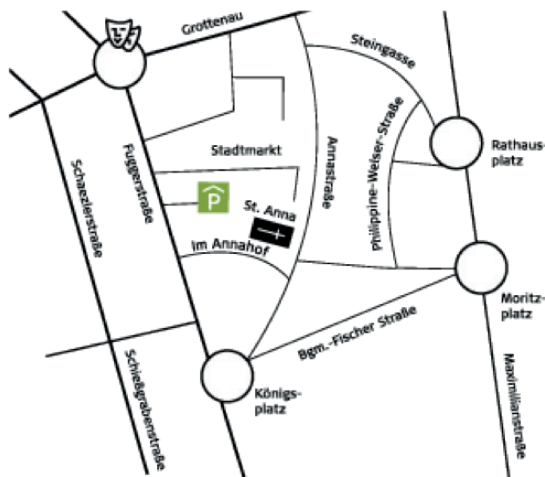 Grottenau
Steingasse
Schaezlerstraße
Fuggerstraße
Stadtmarkt
Annastraße
Philippine-Welser-Straße
Rathaus-
platz
P
St. Anna
Im Annahof
Moritz-
platz
Bgm.-Fischer Straße
Schießgrabenstraße
Königs-
platz
Maximilianstraße